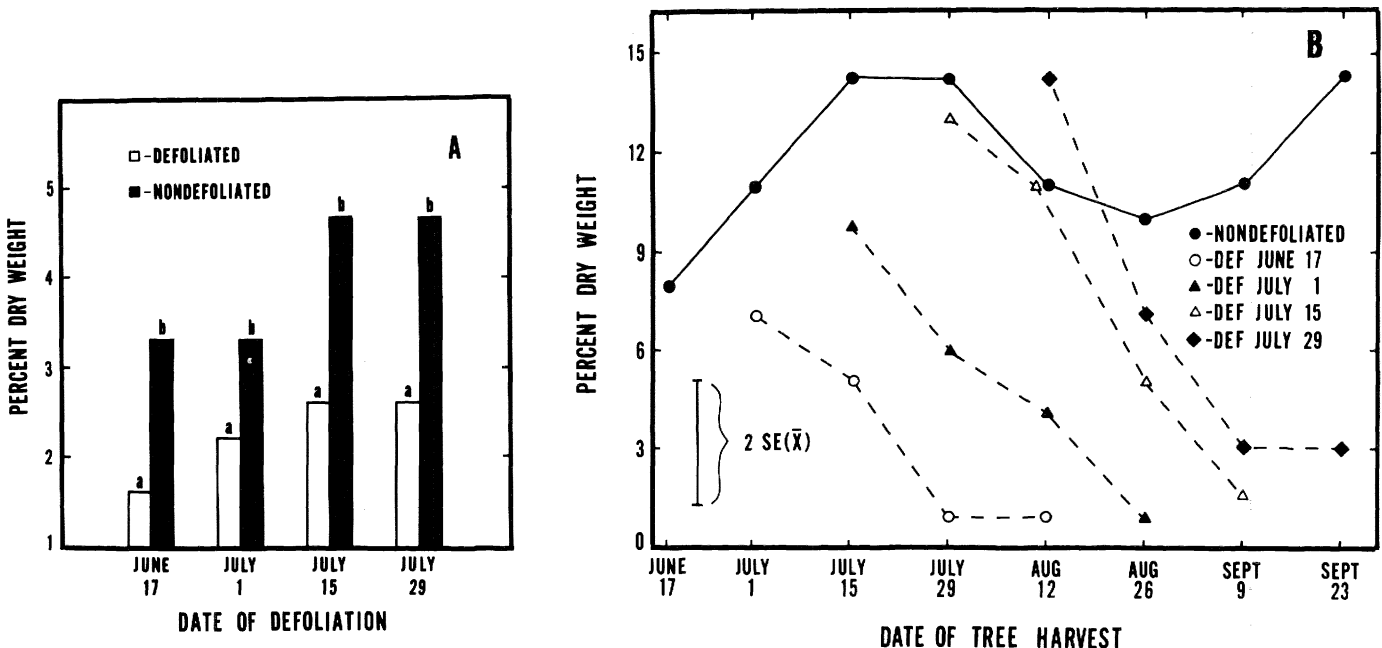 A
□-DEFOLIATED
■-NONDEFOLIATED
PERCENT DRY WEIGHT
5
4
3
2
1
a
b
a
b
a
b
a
b
JUNE
17
JULY
1
JULY
15
JULY
29
DATE OF DEFOLIATION
B
PERCENT DRY WEIGHT
15
12
9
6
3
0
●-NONDEFOLIATED
○-DEF JUNE 17
▲-DEF JULY 1
△-DEF JULY 15
◆-DEF JULY 29
2 SE(X̅)
JUNE
17
JULY
1
JULY
15
JULY
29
AUG
12
AUG
26
SEPT
9
SEPT
23
DATE OF TREE HARVEST